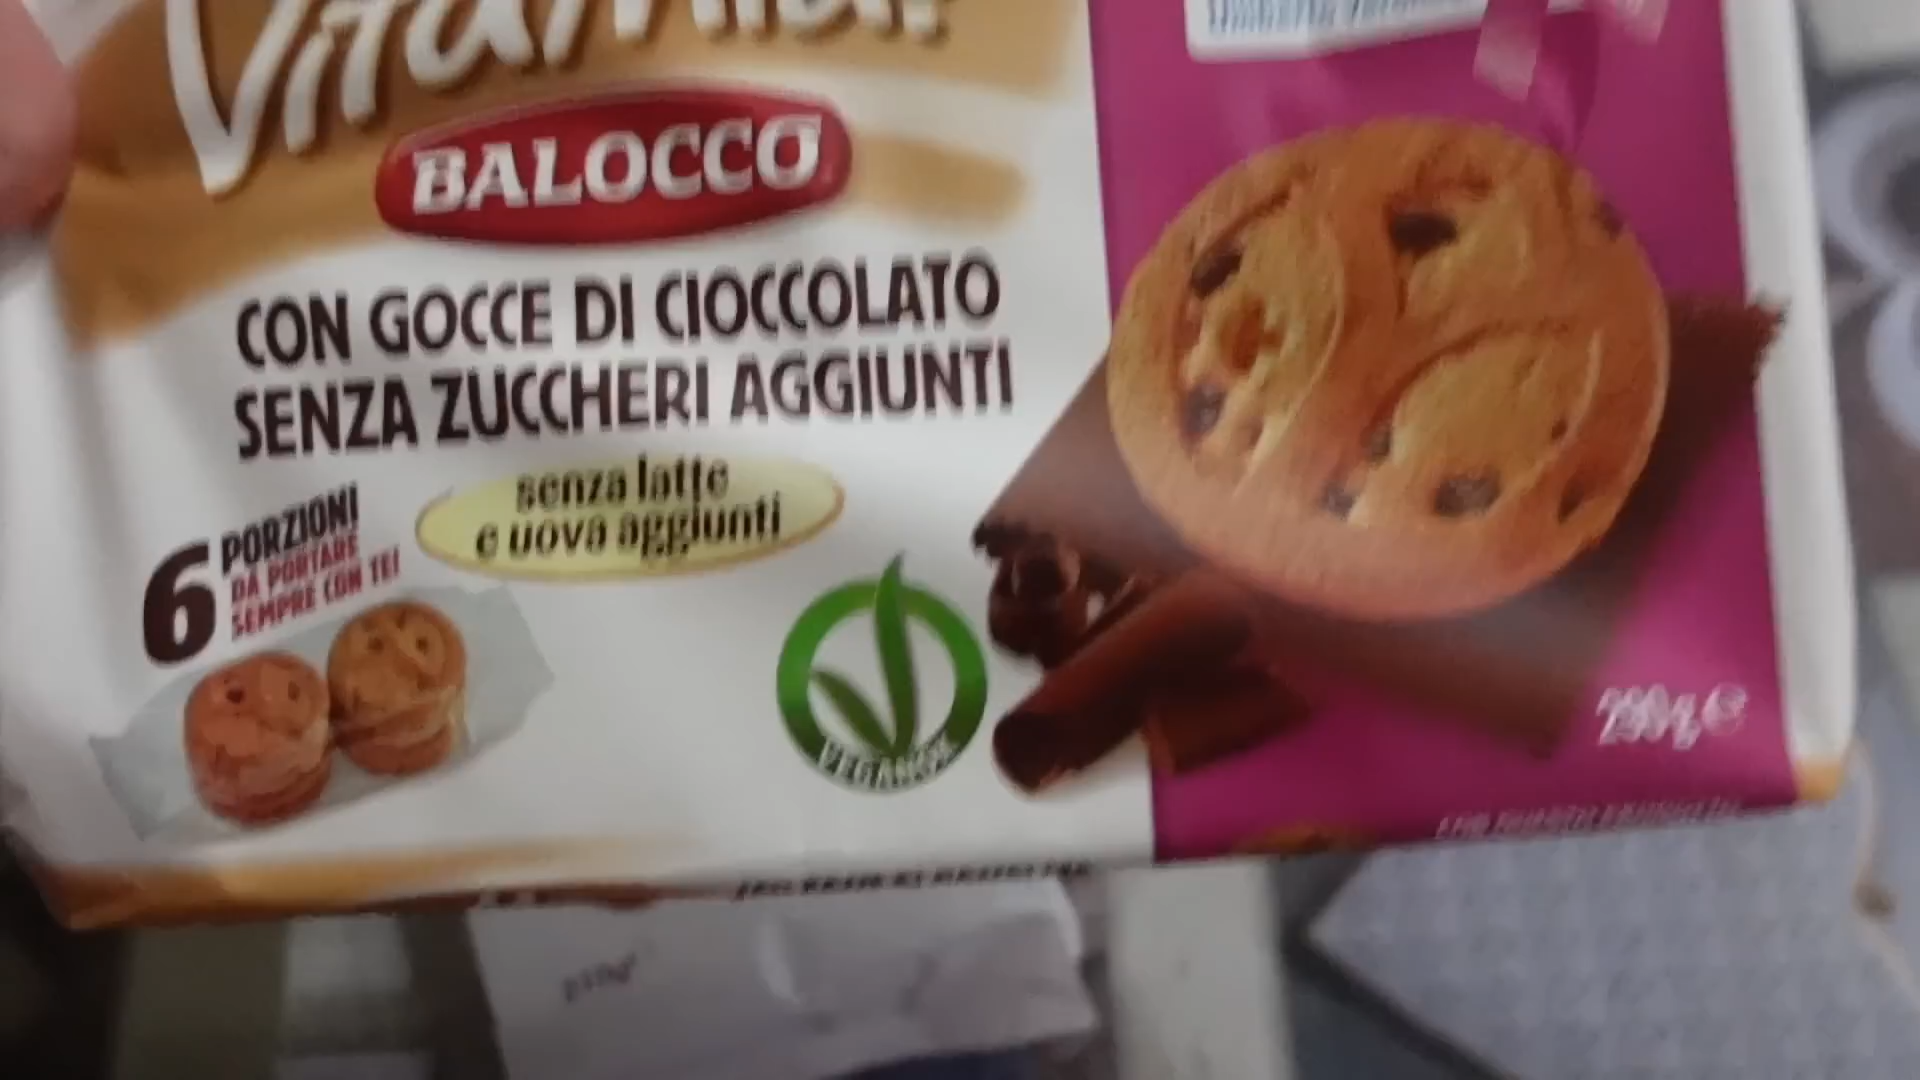 BALOCCO
CON GOCCE DI CIOCCOLATO
SENZA ZUCCHERI AGGIUNTI
senza latte
e uova aggiunti
6 PORZIONI
DA PORTARE
SEMPRE CON TE!
VEGANOK